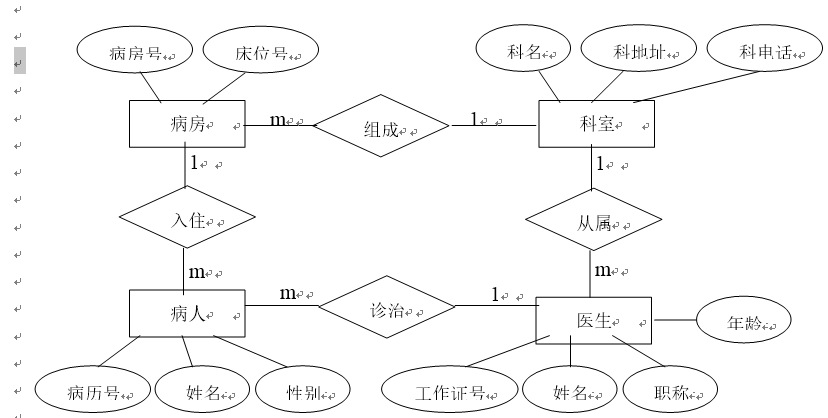 病房号 床位号 科名 科地址 科电话
病房 m 组成 1 科室
1 1
入住 从属
m m
病人 m 诊治 1 医生 年龄
病历号 姓名 性别 工作证号 姓名 职称